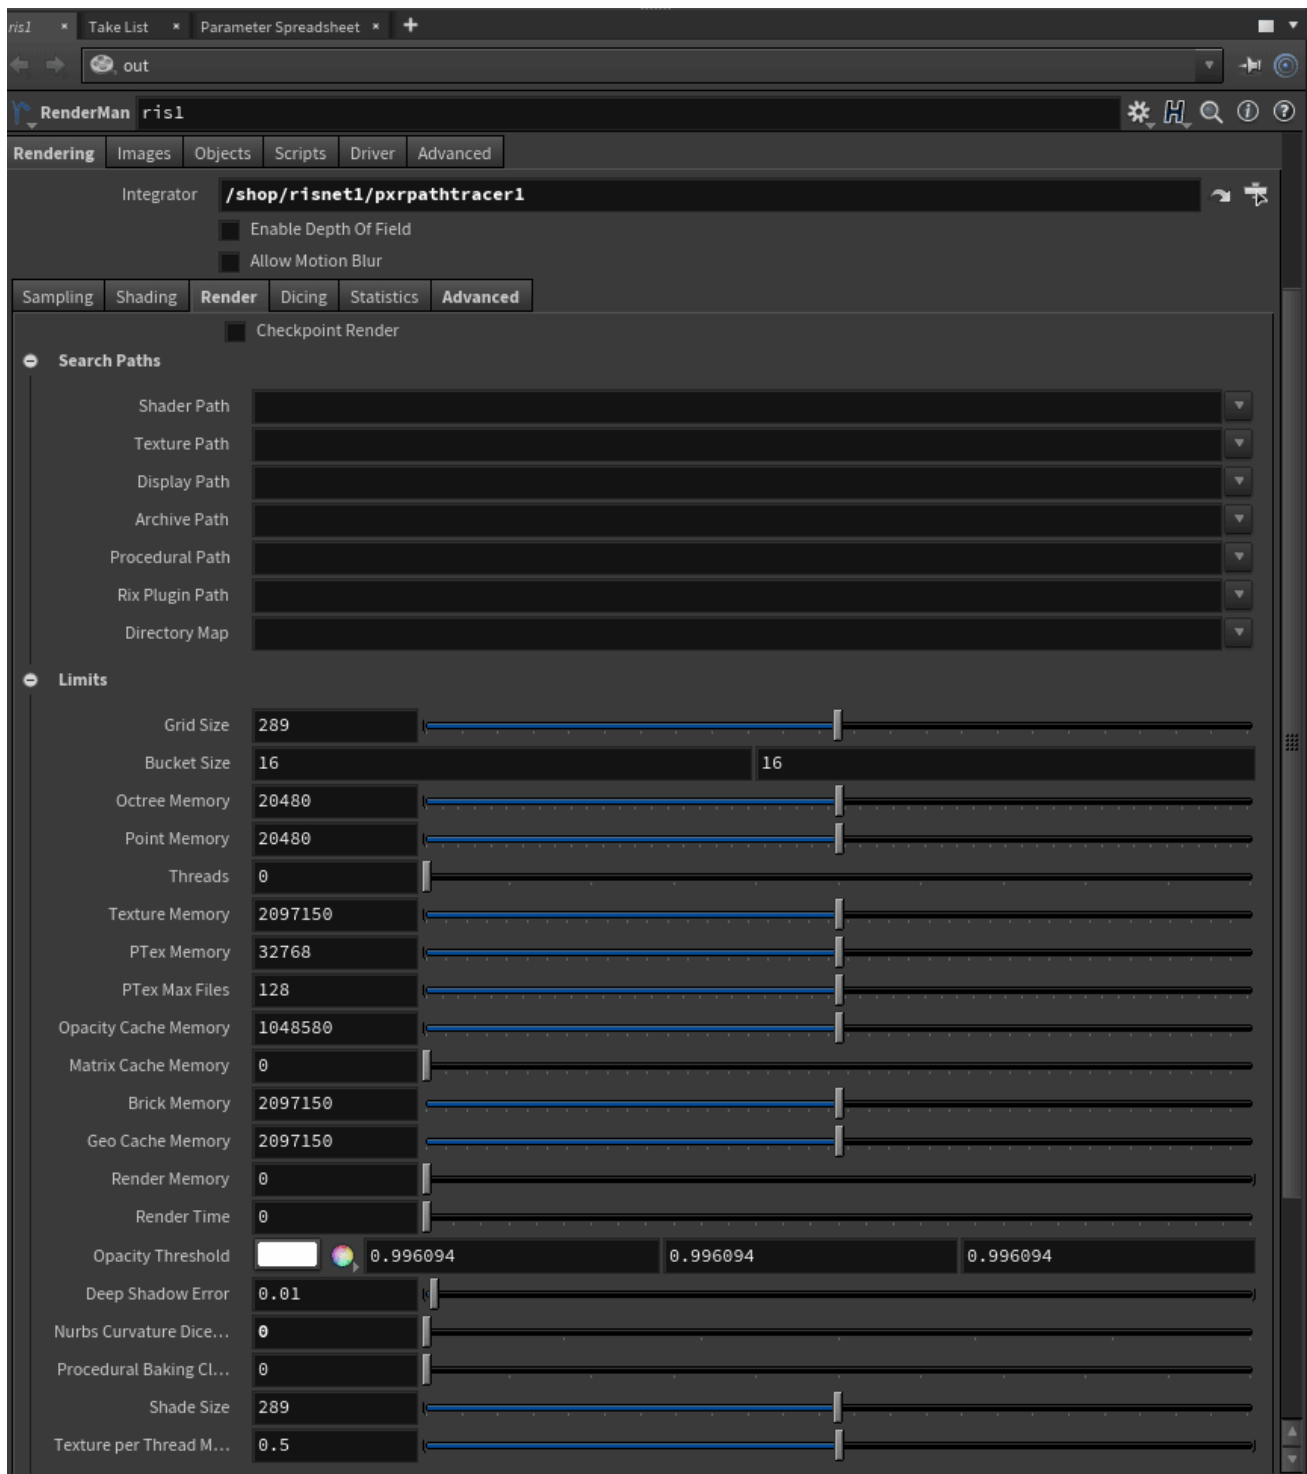 ris1 × Take List × Parameter Spreadsheet × +
out
RenderMan ris1
Rendering Images Objects Scripts Driver Advanced
Integrator /shop/risnet1/pxrpathtracer1
Enable Depth Of Field
Allow Motion Blur
Sampling Shading Render Dicing Statistics Advanced
Checkpoint Render
Search Paths
Shader Path
Texture Path
Display Path
Archive Path
Procedural Path
Rix Plugin Path
Directory Map
Limits
Grid Size 289
Bucket Size 16 16
Octree Memory 20480
Point Memory 20480
Threads 0
Texture Memory 2097150
PTex Memory 32768
PTex Max Files 128
Opacity Cache Memory 1048580
Matrix Cache Memory 0
Brick Memory 2097150
Geo Cache Memory 2097150
Render Memory 0
Render Time 0
Opacity Threshold 0.996094 0.996094 0.996094
Deep Shadow Error 0.01
Nurbs Curvature Dice... 0
Procedural Baking Cl... 0
Shade Size 289
Texture per Thread M... 0.5